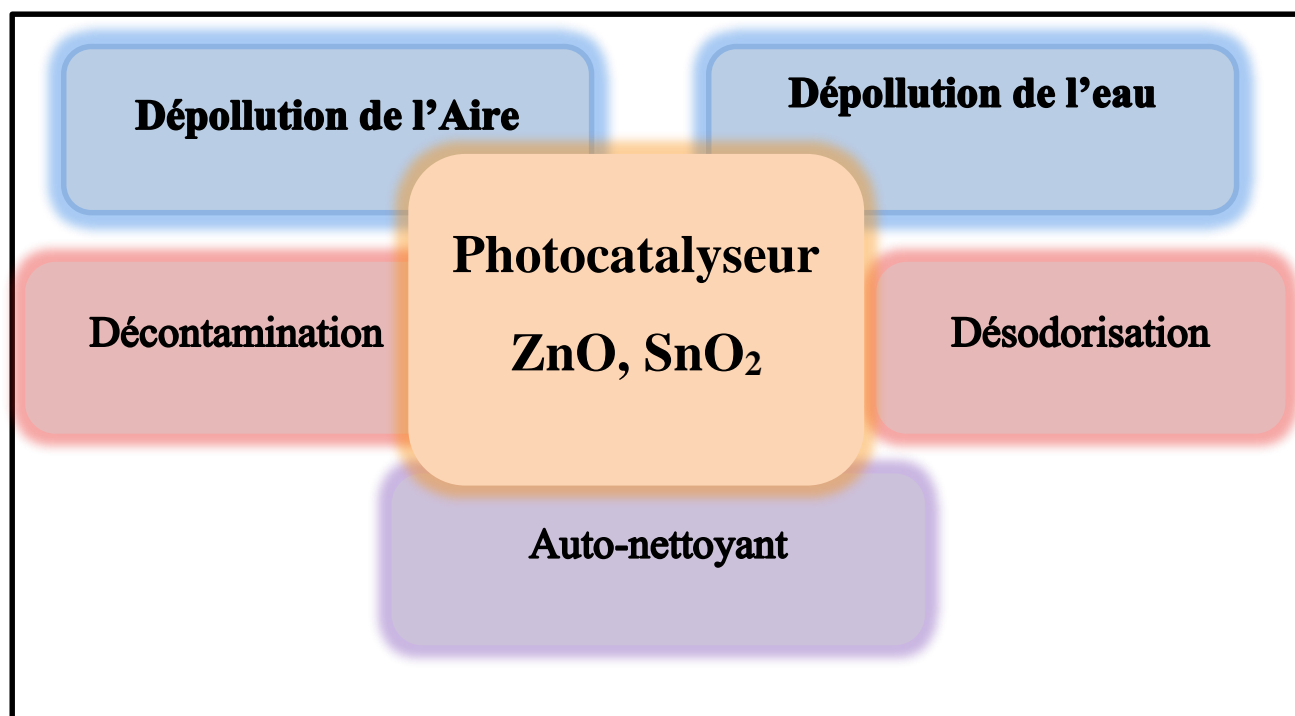 Dépollution de l’Aire
Dépollution de l’eau
Photocatalyseur
ZnO, SnO₂
Décontamination
Désodorisation
Auto-nettoyant